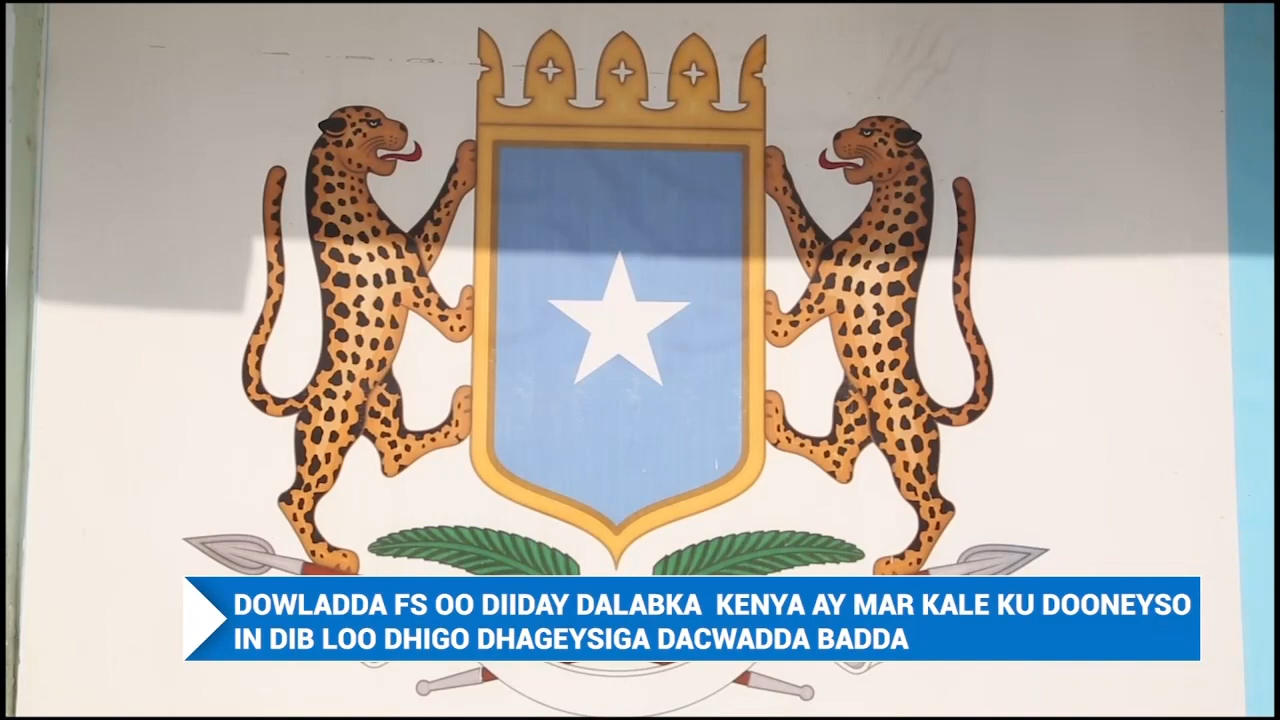 DOWLADDA FS OO DIIDAY DALABKA KENYA AY MAR KALE KU DOONEYSO
IN DIB LOO DHIGO DHAGEYSIGA DACWADDA BADDA